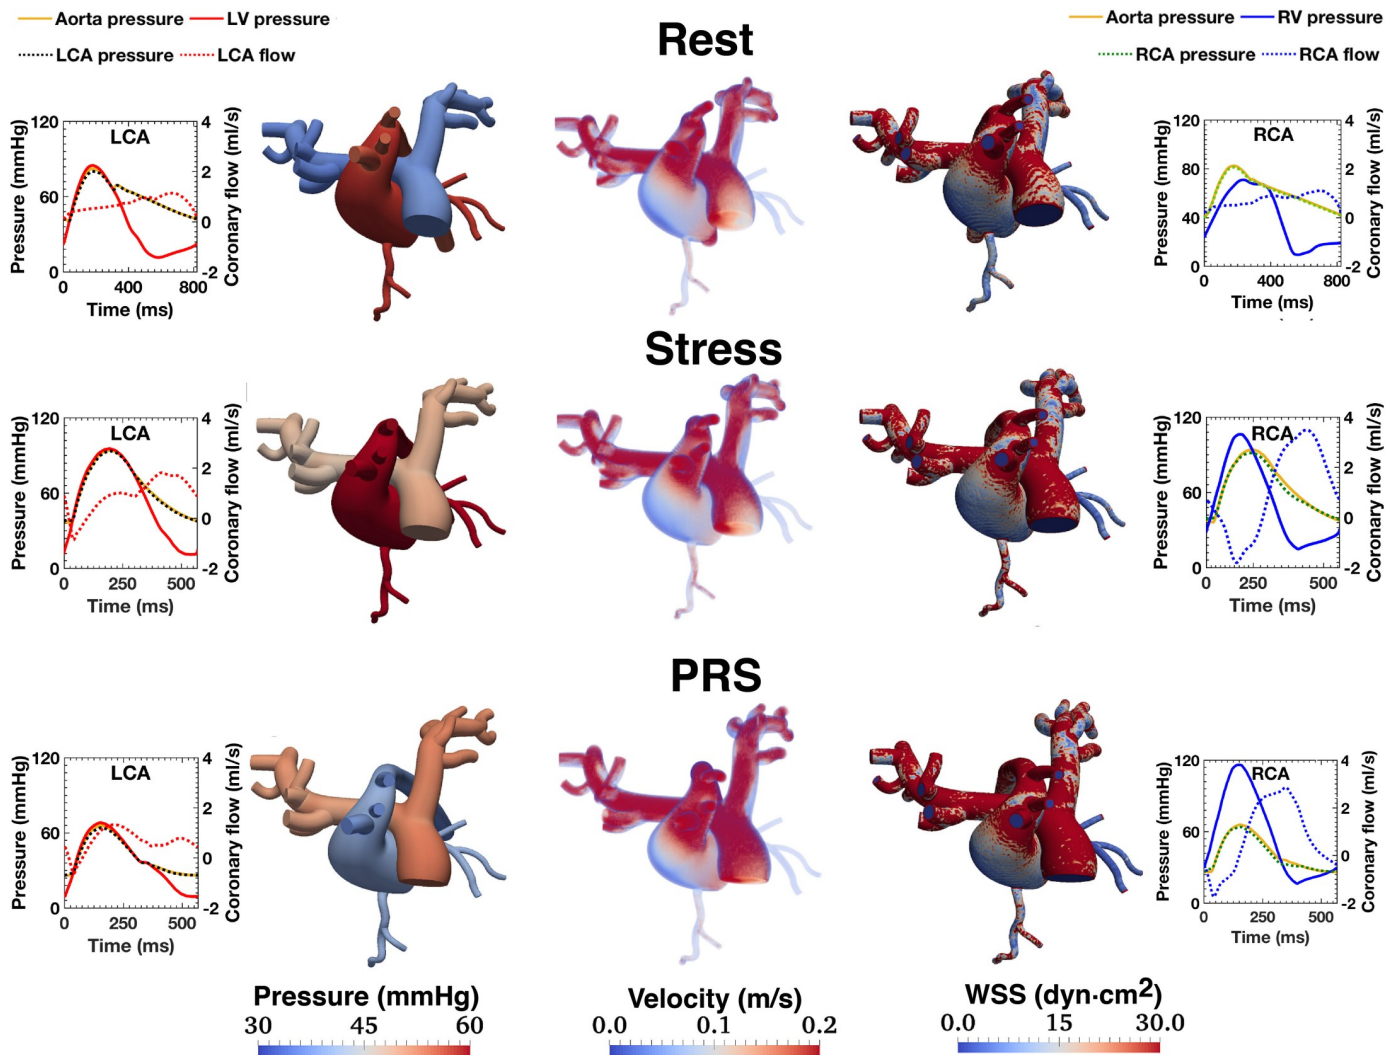 Aorta pressure LV pressure
LCA pressure LCA flow
Rest
Aorta pressure RV pressure
RCA pressure RCA flow
LCA
Pressure (mmHg)
120
60
0
Coronary flow (ml/s)
4
2
0
-2
0 400 800
Time (ms)
RCA
Pressure (mmHg)
120
80
40
0
Coronary flow (ml/s)
4
2
0
-2
0 400 800
Time (ms)
Stress
LCA
Pressure (mmHg)
120
60
0
Coronary flow (ml/s)
4
2
0
-2
0 250 500
Time (ms)
RCA
Pressure (mmHg)
120
60
0
Coronary flow (ml/s)
4
2
0
-2
0 250 500
Time (ms)
PRS
LCA
Pressure (mmHg)
120
60
0
Coronary flow (ml/s)
4
2
0
-2
0 250 500
Time (ms)
RCA
Pressure (mmHg)
120
60
0
Coronary flow (ml/s)
4
2
0
-2
0 250 500
Time (ms)
Pressure (mmHg)
30 45 60
Velocity (m/s)
0.0 0.1 0.2
WSS (dyn·cm²)
0.0 15 30.0